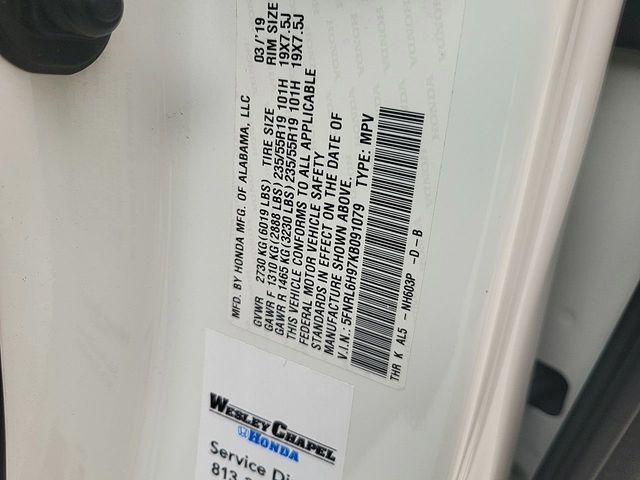 MFD. BY HONDA MFG. OF ALABAMA, LLC 03/'19
GVWR 2730 KG(6019 LBS) TIRE SIZE RIM SIZE
GAWR F 1310 KG(2888 LBS) 235/55R19 101H 19X7.5J
GAWR R 1465 KG(3230 LBS) 235/55R19 101H 19X7.5J
THIS VEHICLE CONFORMS TO ALL APPLICABLE
FEDERAL MOTOR VEHICLE SAFETY
STANDARDS IN EFFECT ON THE DATE OF
MANUFACTURE SHOWN ABOVE.
V.I.N.: 5FNRL6H97KB091079 TYPE: MPV
THR K AL5 -NH603P -D-B
WESLEY CHAPEL
HONDA
Service Di
813